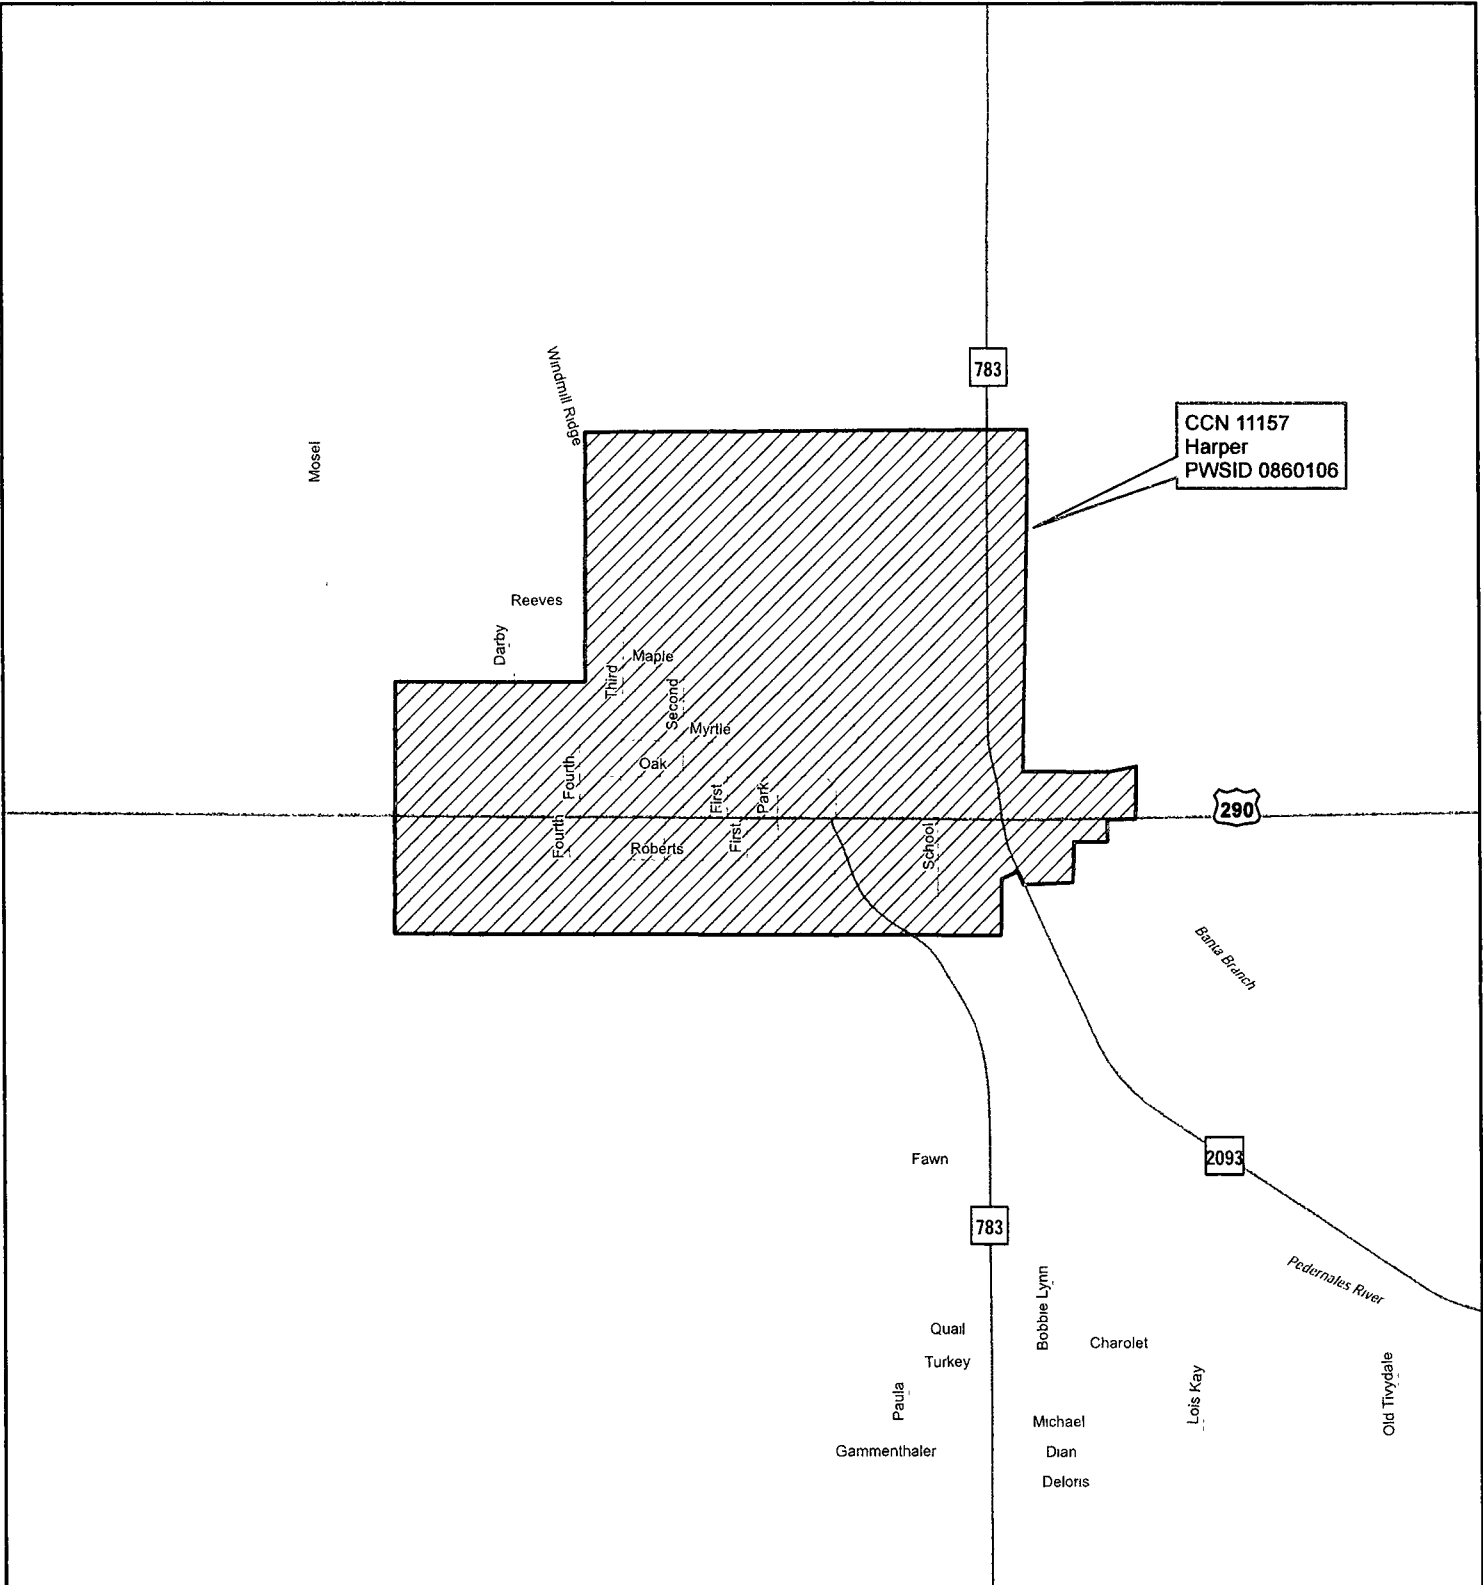 783
Windmill Ridge
CCN 11157
Harper
PWSID 0860106
Mosel
Reeves
Darby
Maple
Third
Second
Myrtle
Oak
Fourth
First
Park
290
Fourth
Roberts
First
School
Banta Branch
Fawn
2093
783
Pedernales River
Bobbie Lynn
Quail
Charolet
Turkey
Paula
Lois Kay
Old Tivydale
Michael
Gammenthaler
Dian
Deloris